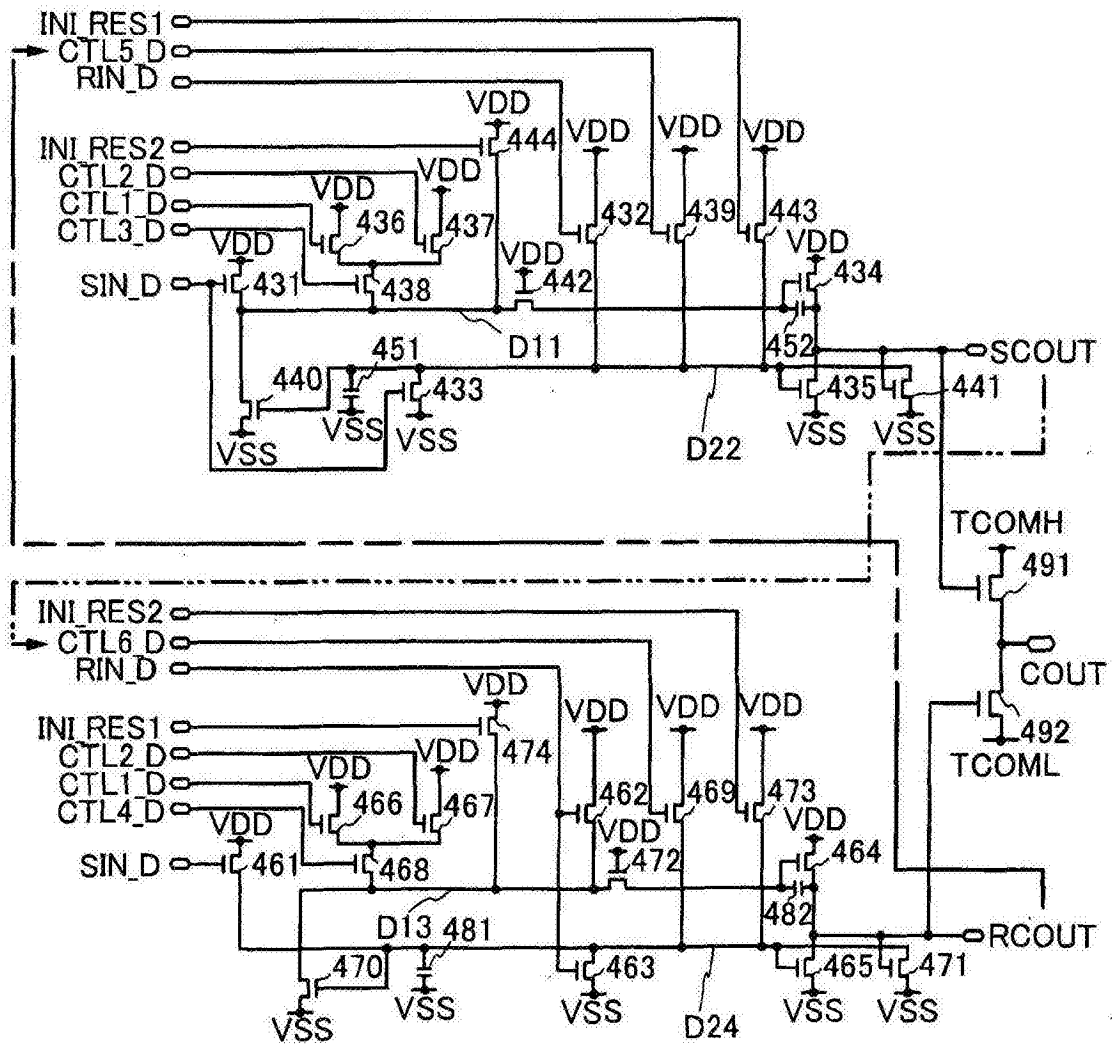 INI_RES1
CTL5_D
RIN_D
VDD
INI_RES2
444
VDD
VDD
VDD
CTL2_D
VDD
CTL1_D
VDD
CTL3_D
436
437
432
439
443
VDD
431
VDD
442
VDD
434
SIN_D
438
D11
452
SCOUT
451
440
433
435
441
VSS
VSS
VSS
VSS
VSS
D22
TCOMH
491
INI_RES2
CTL6_D
RIN_D
COUT
VDD
VDD
VDD
VDD
INI_RES1
474
492
CTL2_D
VDD
VDD
TCOML
CTL1_D
466
467
462
469
473
CTL4_D
VDD
VDD
VDD
SIN_D
461
468
472
464
482
D13
481
RCOUT
470
463
465
471
VSS
VSS
VSS
VSS
VSS
D24